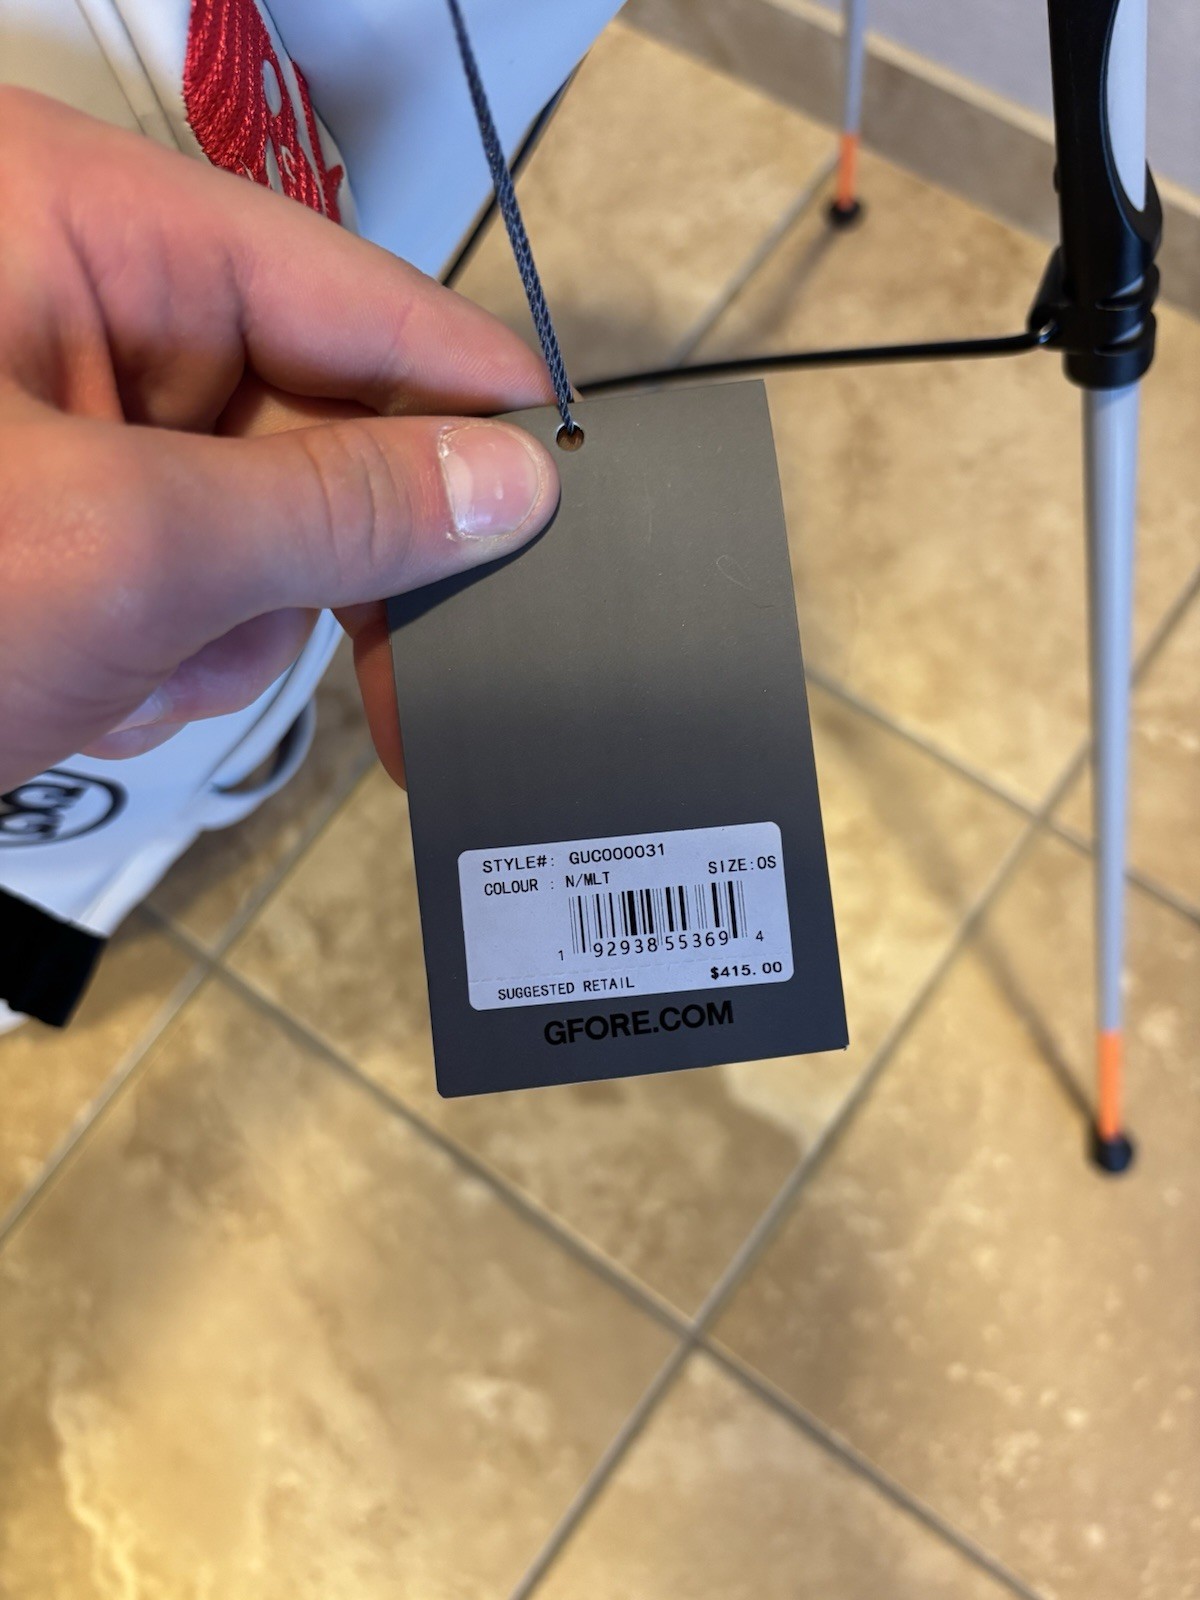 STYLE#: GUC000031
COLOUR : N/MLT SIZE:OS
1 92938 55369 4
SUGGESTED RETAIL $415.00
GFORE.COM